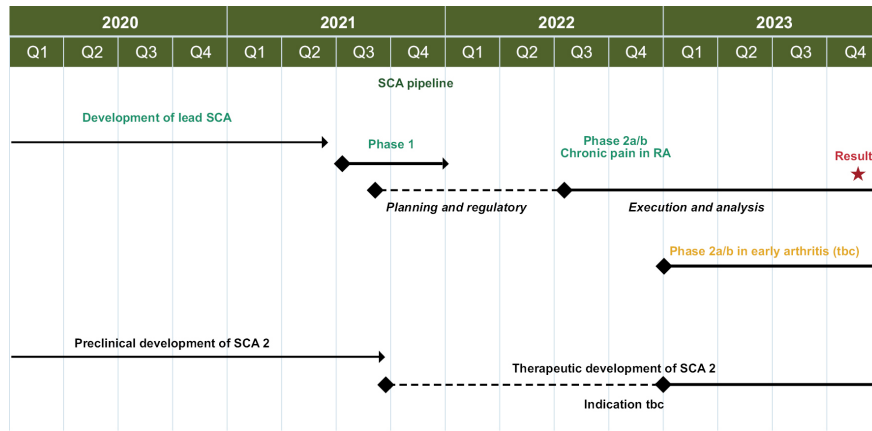 2020 2021 2022 2023
Q1 Q2 Q3 Q4 Q1 Q2 Q3 Q4 Q1 Q2 Q3 Q4 Q1 Q2 Q3 Q4
SCA pipeline
Development of lead SCA
Phase 1
Phase 2a/b
Chronic pain in RA
Result
Planning and regulatory
Execution and analysis
Phase 2a/b in early arthritis (tbc)
Preclinical development of SCA 2
Therapeutic development of SCA 2
Indication tbc